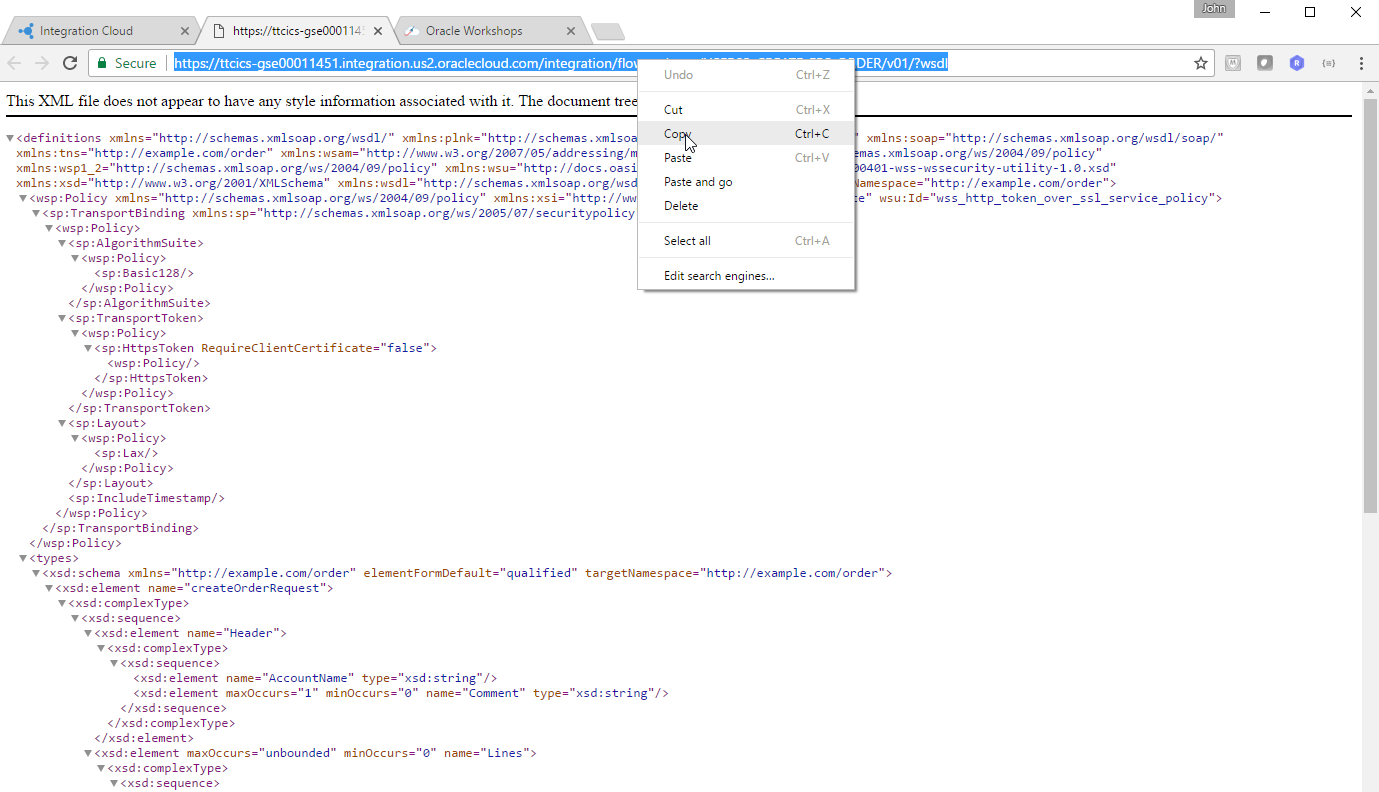 John
Integration Cloud
https://ttcics-gse0001145
Oracle Workshops
Secure
https://ttcics-gse00011451.integration.us2.oraclecloud.com/integration/flow ORDER/v01/?wsdl
Undo Ctrl+Z
Cut Ctrl+X
Copy Ctrl+C
Paste Ctrl+V
Paste and go
Delete
Select all Ctrl+A
Edit search engines...
This XML file does not appear to have any style information associated with it. The document tree
<definitions xmlns="http://schemas.xmlsoap.org/wsdl/" xmlns:plnk="http://schemas.xmlsoap. " xmlns:soap="http://schemas.xmlsoap.org/wsdl/soap/"
xmlns:tns="http://example.com/order" xmlns:wsam="http://www.w3.org/2007/05/addressing/m chemas.xmlsoap.org/ws/2004/09/policy"
xmlns:wsp1_2="http://schemas.xmlsoap.org/ws/2004/09/policy" xmlns:wsu="http://docs.oasi 00401-wss-wssecurity-utility-1.0.xsd"
xmlns:xsd="http://www.w3.org/2001/XMLSchema" xmlns:wsdl="http://schemas.xmlsoap.org/wsd Namespace="http://example.com/order">
<wsp:Policy xmlns="http://schemas.xmlsoap.org/ws/2004/09/policy" xmlns:xsi="http://ww ce" wsu:Id="wss_http_token_over_ssl_service_policy">
<sp:TransportBinding xmlns:sp="http://schemas.xmlsoap.org/ws/2005/07/securitypolicy
<wsp:Policy>
<sp:AlgorithmSuite>
<wsp:Policy>
<sp:Basic128/>
</wsp:Policy>
</sp:AlgorithmSuite>
<sp:TransportToken>
<wsp:Policy>
<sp:HttpsToken RequireClientCertificate="false">
<wsp:Policy/>
</sp:HttpsToken>
</wsp:Policy>
</sp:TransportToken>
<sp:Layout>
<wsp:Policy>
<sp:Lax/>
</wsp:Policy>
</sp:Layout>
<sp:IncludeTimestamp/>
</wsp:Policy>
</sp:TransportBinding>
</wsp:Policy>
<types>
<xsd:schema xmlns="http://example.com/order" elementFormDefault="qualified" targetNamespace="http://example.com/order">
<xsd:element name="createOrderRequest">
<xsd:complexType>
<xsd:sequence>
<xsd:element name="Header">
<xsd:complexType>
<xsd:sequence>
<xsd:element name="AccountName" type="xsd:string"/>
<xsd:element maxOccurs="1" minOccurs="0" name="Comment" type="xsd:string"/>
</xsd:sequence>
</xsd:complexType>
</xsd:element>
<xsd:element maxOccurs="unbounded" minOccurs="0" name="Lines">
<xsd:complexType>
<xsd:sequence>